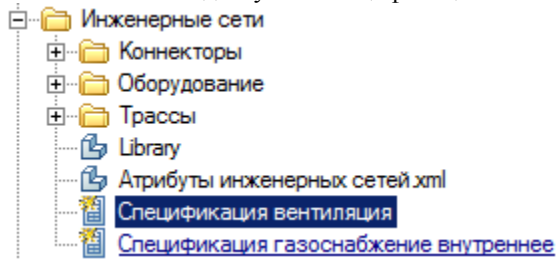 Инженерные сети
Коннекторы
Оборудование
Трассы
Library
Атрибуты инженерных сетей.xml
Спецификация вентиляция
Спецификация газоснабжение внутреннее